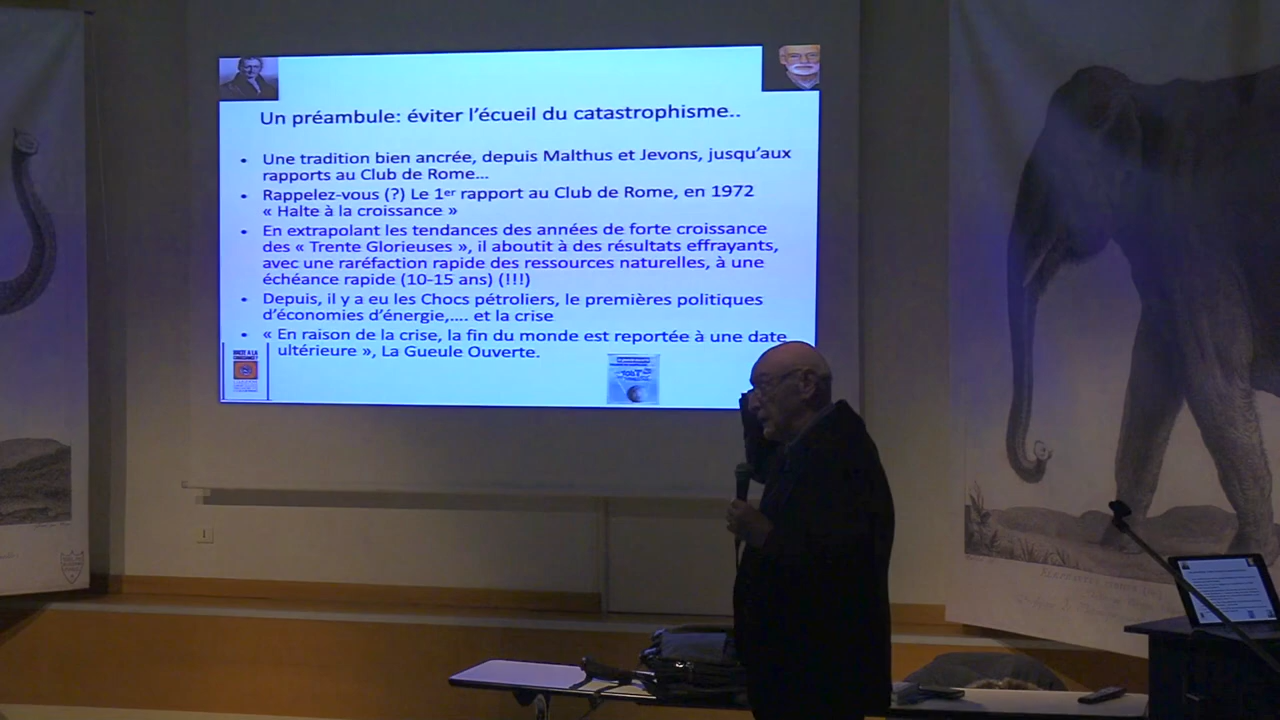 Un préambule: éviter l'écueil du catastrophisme..
• Une tradition bien ancrée, depuis Malthus et Jevons, jusqu'aux
rapports au Club de Rome...
• Rappelez-vous (?) Le 1er rapport au Club de Rome, en 1972
« Halte à la croissance »
• En extrapolant les tendances des années de forte croissance
des « Trente Glorieuses », il aboutit à des résultats effrayants,
avec une raréfaction rapide des ressources naturelles, à une
échéance rapide (10-15 ans) (!!!)
• Depuis, il y a eu les Chocs pétroliers, le premières politiques
d'économies d'énergie,.... et la crise
• « En raison de la crise, la fin du monde est reportée à une date
ultérieure », La Gueule Ouverte.